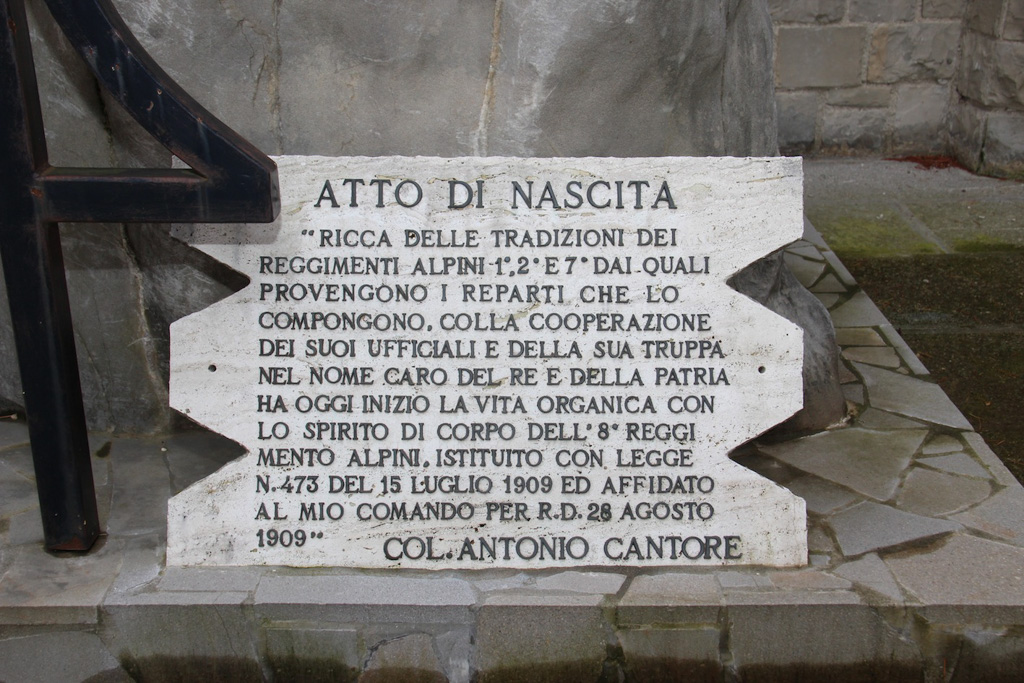 ATTO DI NASCITA
"RICCA DELLE TRADIZIONI DEI
REGGIMENTI ALPINI 1°, 2° E 7° DAI QUALI
PROVENGONO I REPARTI CHE LO
COMPONGONO, COLLA COOPERAZIONE
DEI SUOI UFFICIALI E DELLA SUA TRUPPA
NEL NOME CARO DEL RE E DELLA PATRIA
HA OGGI INIZIO LA VITA ORGANICA CON
LO SPIRITO DI CORPO DELL' 8° REGGI
MENTO ALPINI, ISTITUITO CON LEGGE
N. 473 DEL 15 LUGLIO 1909 ED AFFIDATO
AL MIO COMANDO PER R.D. 28 AGOSTO
1909" COL. ANTONIO CANTORE